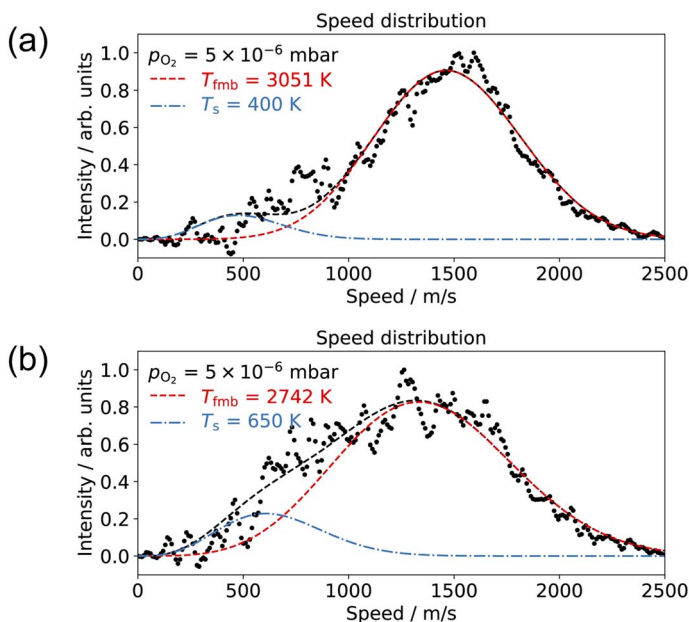 (a)
Speed distribution
p_O₂ = 5 × 10⁻⁶ mbar
T_fmb = 3051 K
T_s = 400 K
Intensity / arb. units
1.0
0.8
0.6
0.4
0.2
0.0
0 500 1000 1500 2000 2500
Speed / m/s
(b)
Speed distribution
p_O₂ = 5 × 10⁻⁶ mbar
T_fmb = 2742 K
T_s = 650 K
Intensity / arb. units
1.0
0.8
0.6
0.4
0.2
0.0
0 500 1000 1500 2000 2500
Speed / m/s